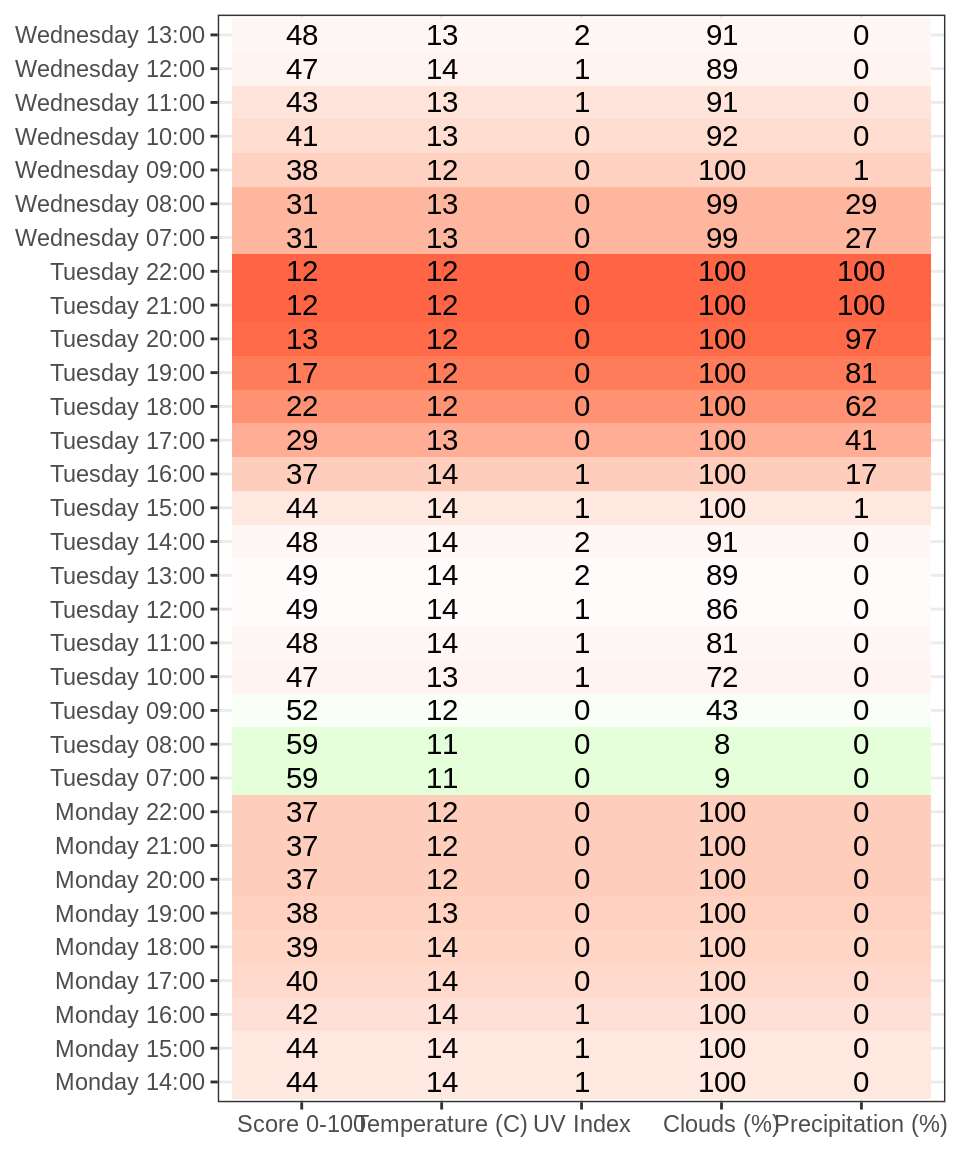 Wednesday 13:00 48 13 2 91 0
Wednesday 12:00 47 14 1 89 0
Wednesday 11:00 43 13 1 91 0
Wednesday 10:00 41 13 0 92 0
Wednesday 09:00 38 12 0 100 1
Wednesday 08:00 31 13 0 99 29
Wednesday 07:00 31 13 0 99 27
Tuesday 22:00 12 12 0 100 100
Tuesday 21:00 12 12 0 100 100
Tuesday 20:00 13 12 0 100 97
Tuesday 19:00 17 12 0 100 81
Tuesday 18:00 22 12 0 100 62
Tuesday 17:00 29 13 0 100 41
Tuesday 16:00 37 14 1 100 17
Tuesday 15:00 44 14 1 100 1
Tuesday 14:00 48 14 2 91 0
Tuesday 13:00 49 14 2 89 0
Tuesday 12:00 49 14 1 86 0
Tuesday 11:00 48 14 1 81 0
Tuesday 10:00 47 13 1 72 0
Tuesday 09:00 52 12 0 43 0
Tuesday 08:00 59 11 0 8 0
Tuesday 07:00 59 11 0 9 0
Monday 22:00 37 12 0 100 0
Monday 21:00 37 12 0 100 0
Monday 20:00 37 12 0 100 0
Monday 19:00 38 13 0 100 0
Monday 18:00 39 14 0 100 0
Monday 17:00 40 14 0 100 0
Monday 16:00 42 14 1 100 0
Monday 15:00 44 14 1 100 0
Monday 14:00 44 14 1 100 0
Score 0-100 Temperature (C) UV Index Clouds (%) Precipitation (%)